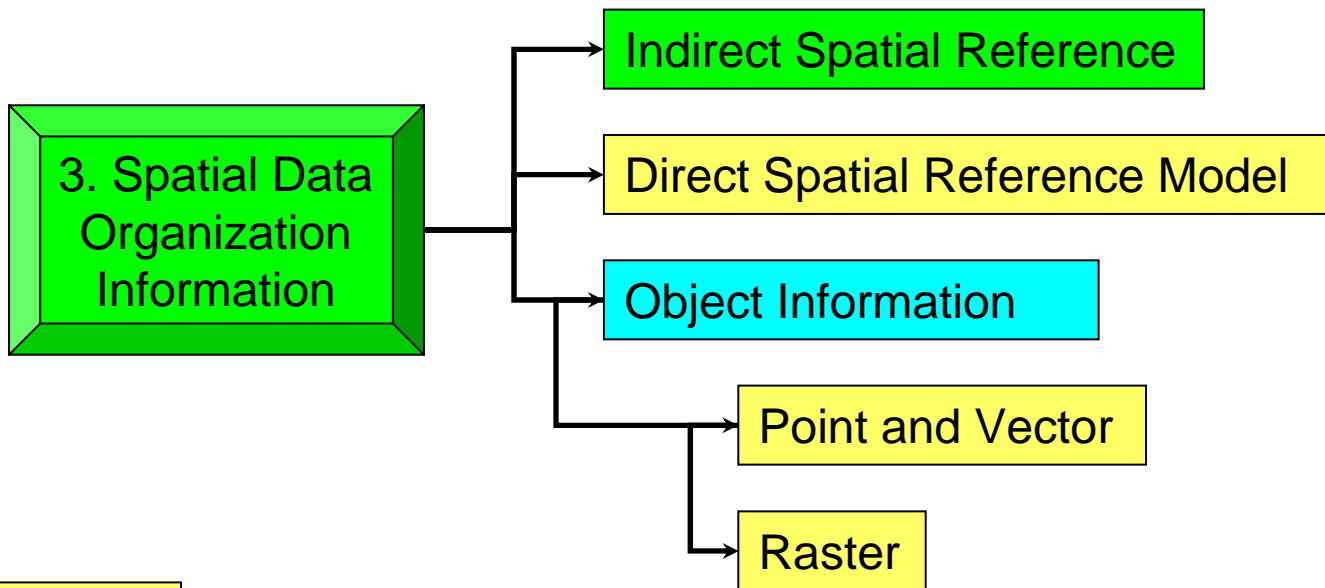 3. Spatial Data
Organization
Information
Indirect Spatial Reference
Direct Spatial Reference Model
Object Information
Point and Vector
Raster